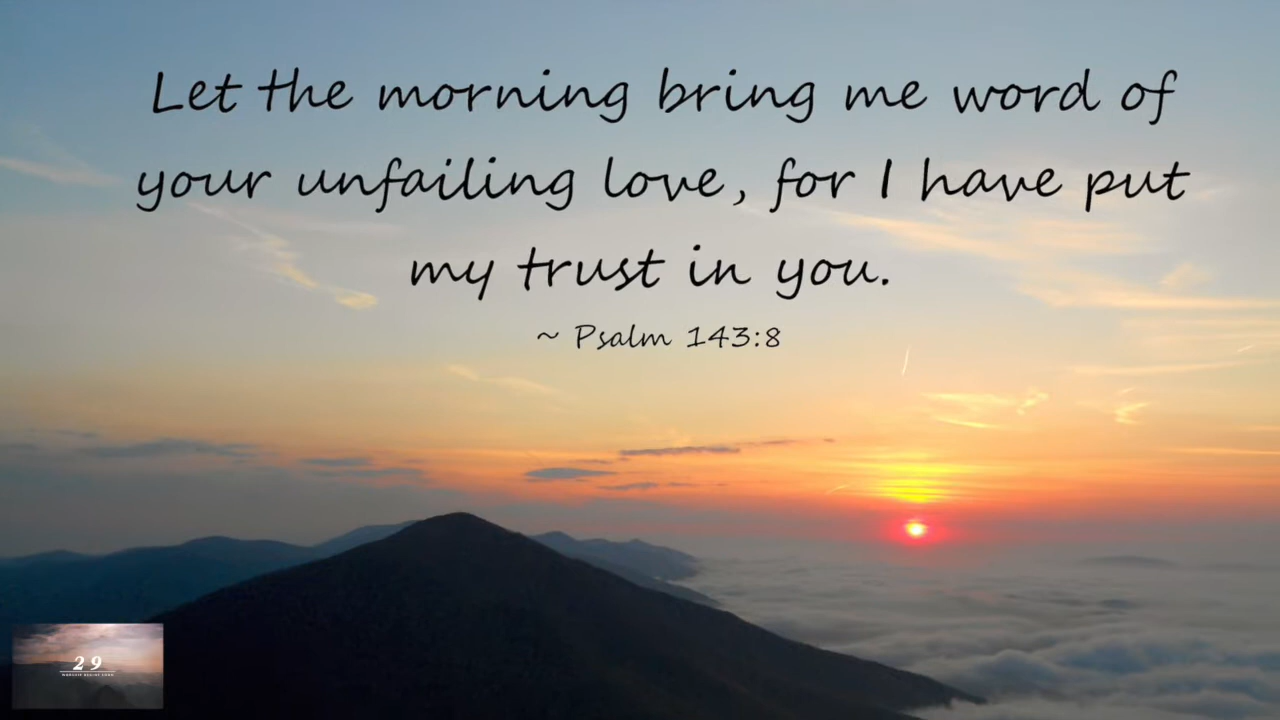 Let the morning bring me word of
your unfailing love, for I have put
my trust in you.
~ Psalm 143:8
29